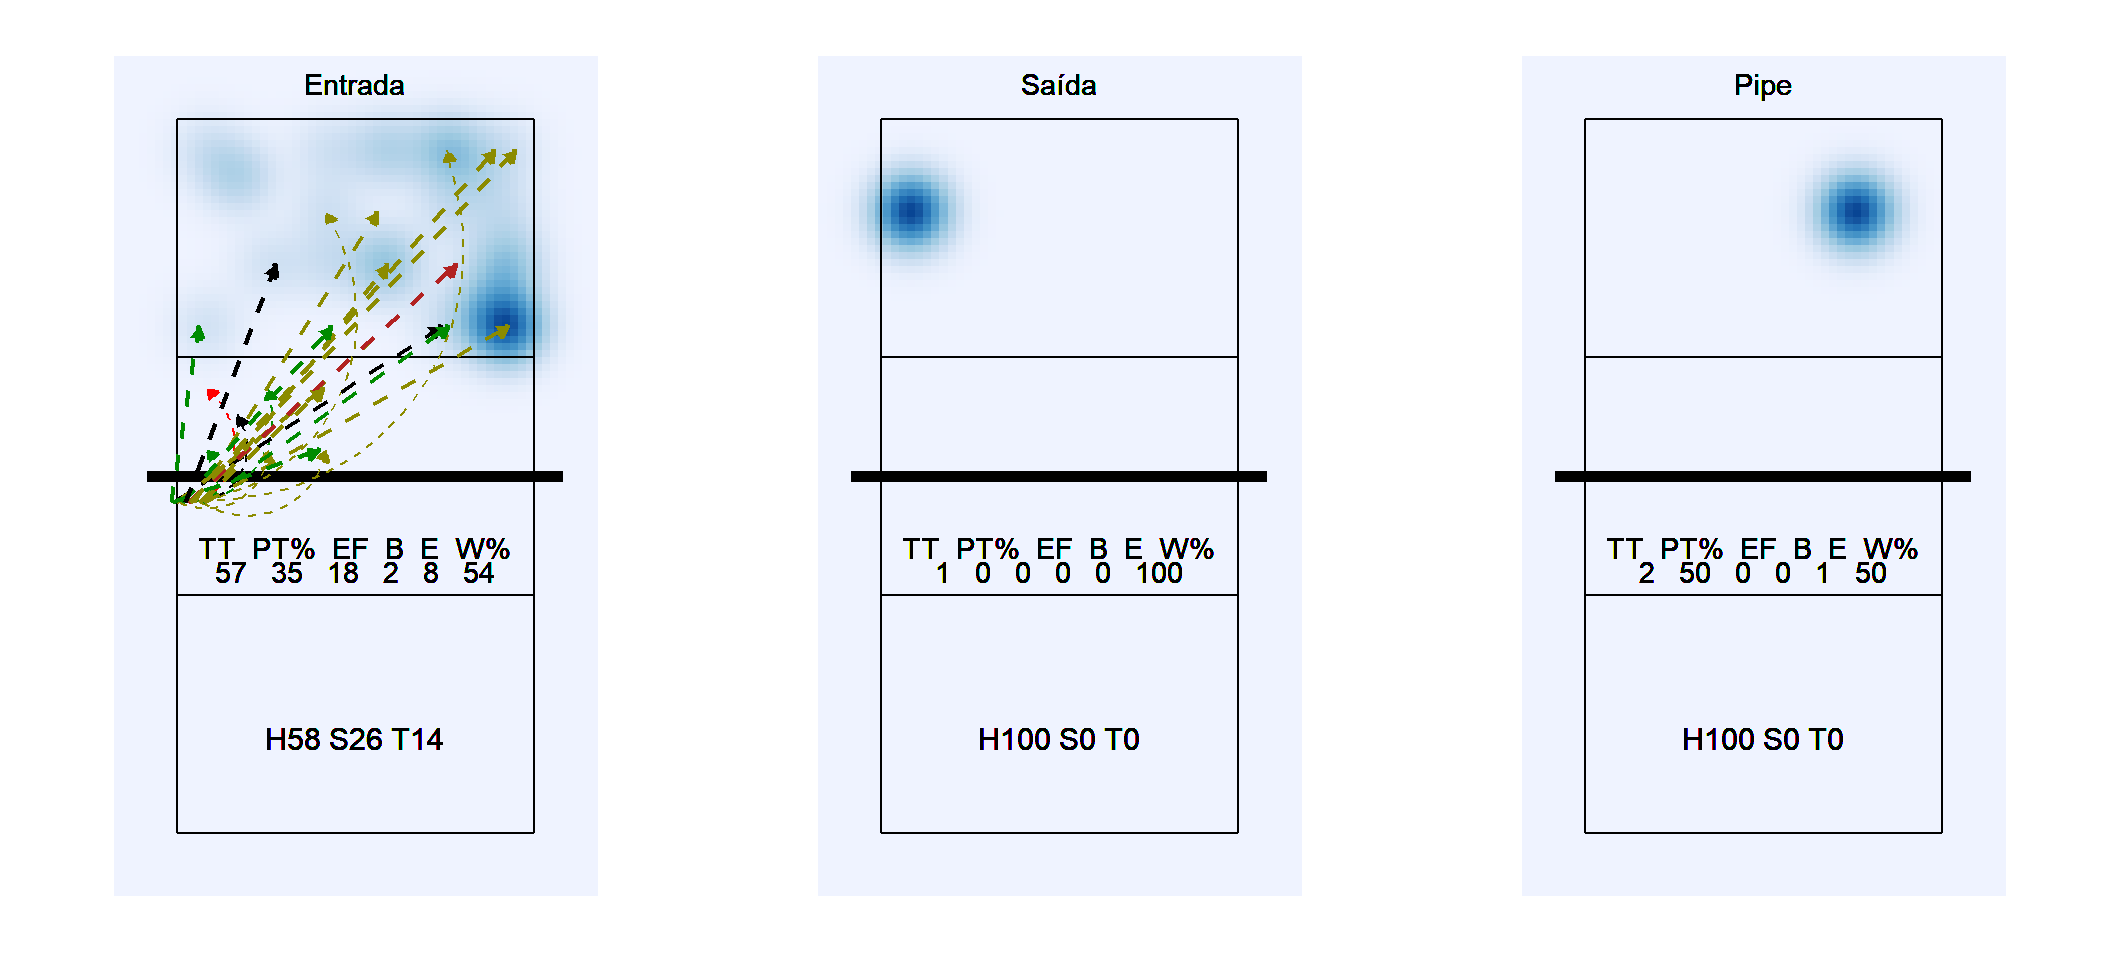 Entrada
TT PT% EF B E W%
57 35 18 2 8 54
H58 S26 T14
Saída
TT PT% EF B E W%
1 0 0 0 0 100
H100 S0 T0
Pipe
TT PT% EF B E W%
2 50 0 0 1 50
H100 S0 T0